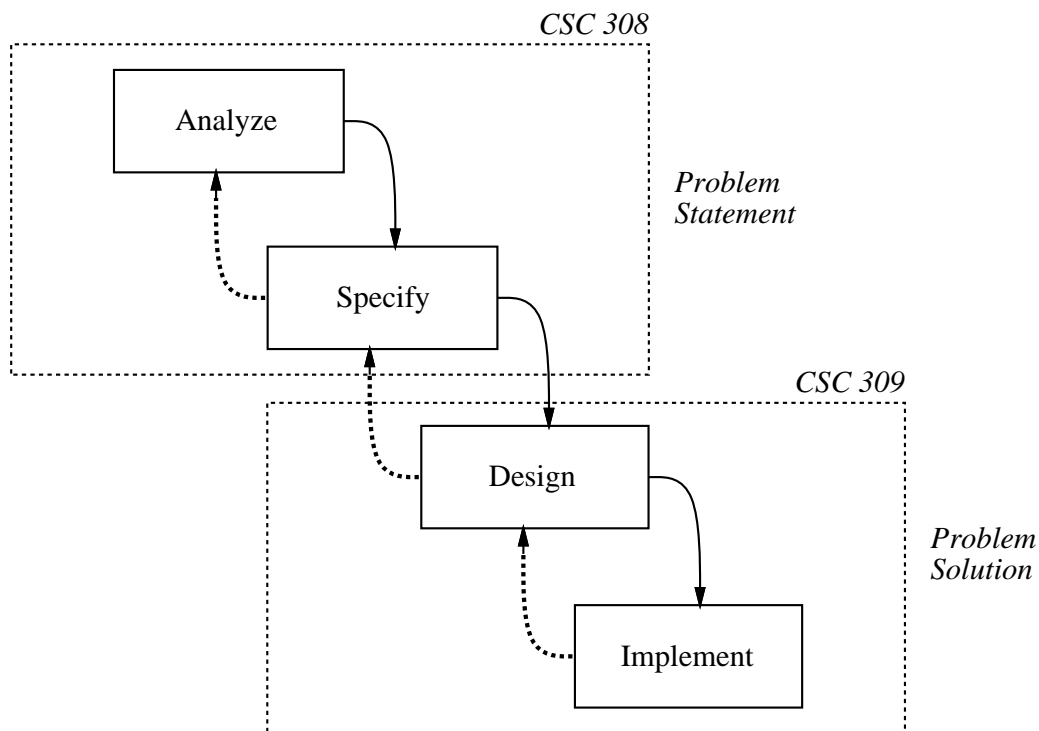 CSC 308
Analyze
Problem
Statement
Specify
CSC 309
Design
Problem
Solution
Implement